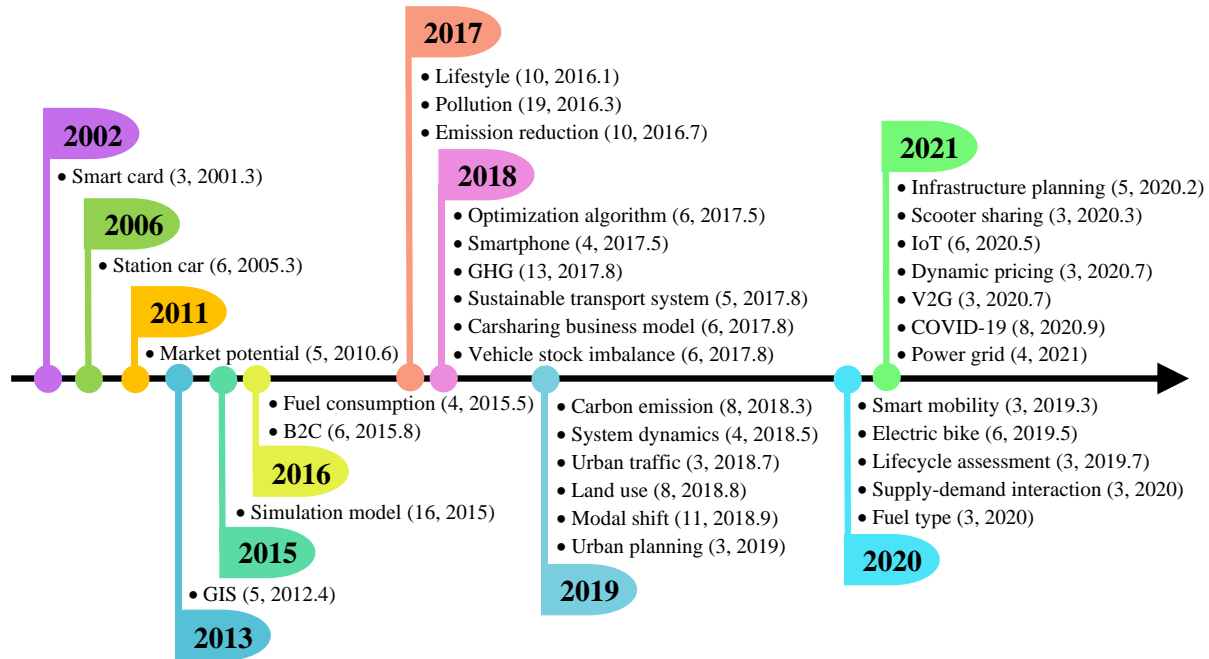 2002
• Smart card (3, 2001.3)
2006
• Station car (6, 2005.3)
2011
• Market potential (5, 2010.6)
2013
• GIS (5, 2012.4)
2015
• Simulation model (16, 2015)
2016
• Fuel consumption (4, 2015.5)
• B2C (6, 2015.8)
2017
• Lifestyle (10, 2016.1)
• Pollution (19, 2016.3)
• Emission reduction (10, 2016.7)
2018
• Optimization algorithm (6, 2017.5)
• Smartphone (4, 2017.5)
• GHG (13, 2017.8)
• Sustainable transport system (5, 2017.8)
• Carsharing business model (6, 2017.8)
• Vehicle stock imbalance (6, 2017.8)
2019
• Carbon emission (8, 2018.3)
• System dynamics (4, 2018.5)
• Urban traffic (3, 2018.7)
• Land use (8, 2018.8)
• Modal shift (11, 2018.9)
• Urban planning (3, 2019)
2020
• Smart mobility (3, 2019.3)
• Electric bike (6, 2019.5)
• Lifecycle assessment (3, 2019.7)
• Supply-demand interaction (3, 2020)
• Fuel type (3, 2020)
2021
• Infrastructure planning (5, 2020.2)
• Scooter sharing (3, 2020.3)
• IoT (6, 2020.5)
• Dynamic pricing (3, 2020.7)
• V2G (3, 2020.7)
• COVID-19 (8, 2020.9)
• Power grid (4, 2021)